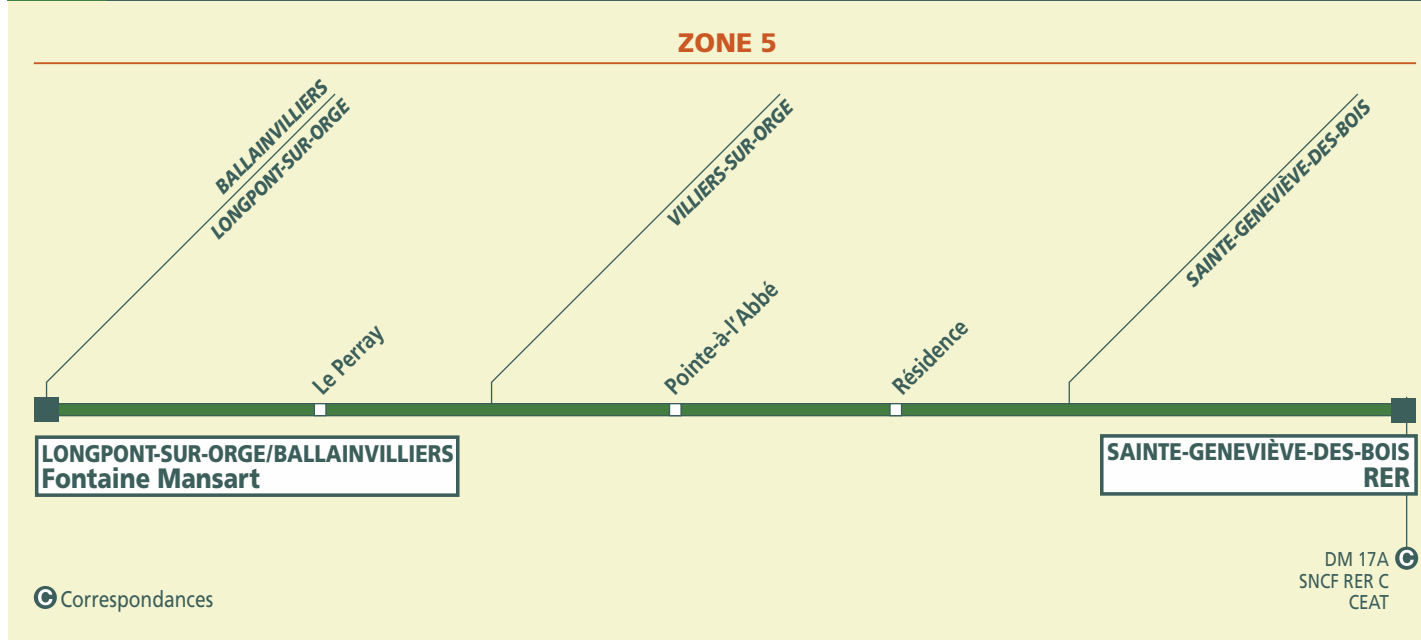 ZONE 5
BALLAINVILLIERS
LONGPONT-SUR-ORGE
VILLIERS-SUR-ORGE
SAINTE-GENEVIÈVE-DES-BOIS
Le Perray
Pointe-à-l'Abbé
Résidence
LONGPONT-SUR-ORGE/BALLAINVILLIERS
Fontaine Mansart
SAINTE-GENEVIÈVE-DES-BOIS
RER
DM 17A C
SNCF RER C
CEAT
C Correspondances